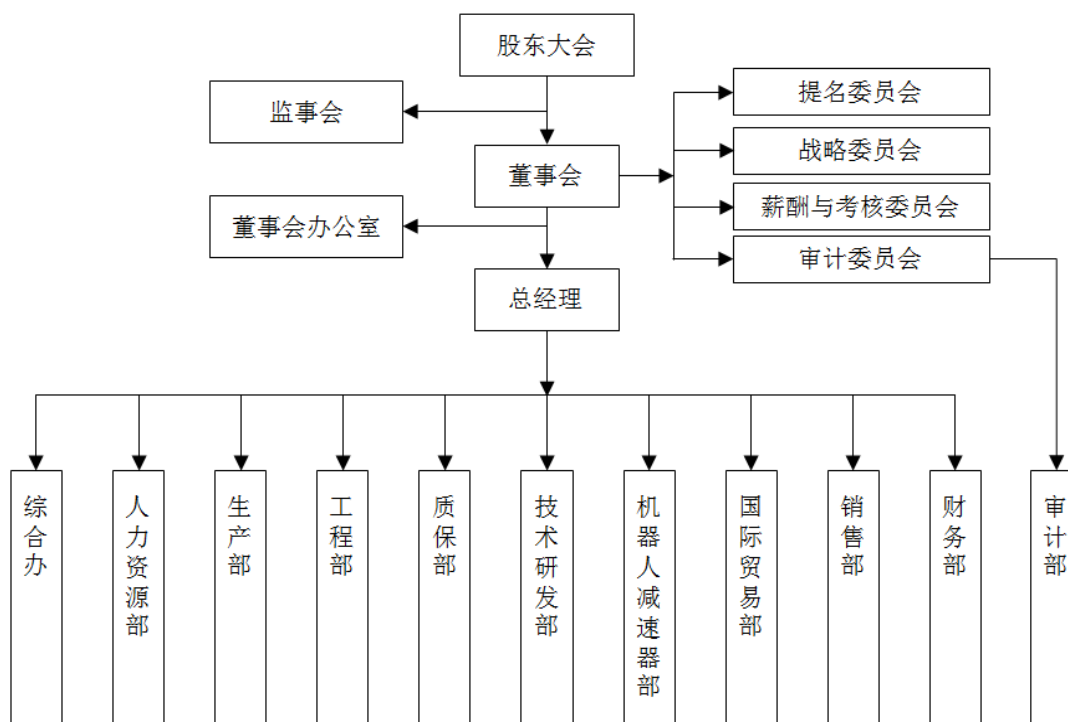 股东大会
监事会
提名委员会
战略委员会
董事会
薪酬与考核委员会
董事会办公室
审计委员会
总经理
综合办
人力资源部
生产部
工程部
质保部
技术研发部
机器人减速器部
国际贸易部
销售部
财务部
审计部